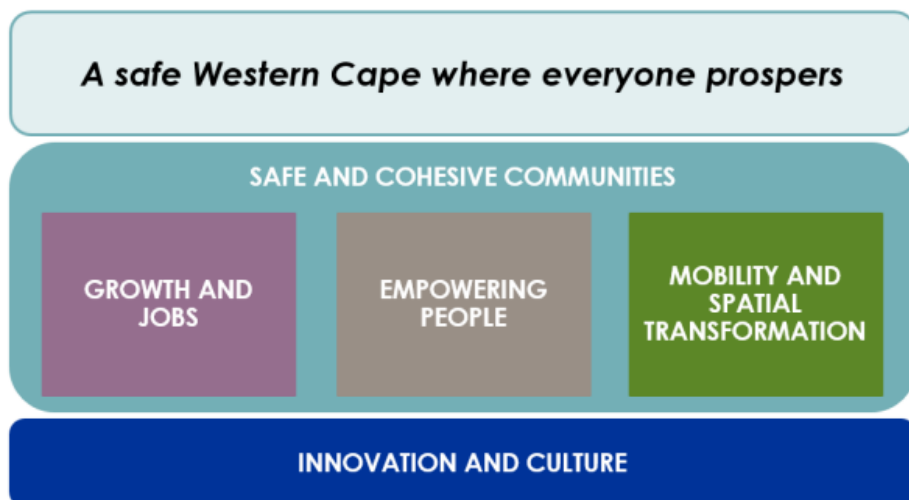 A safe Western Cape where everyone prospers
SAFE AND COHESIVE COMMUNITIES
GROWTH AND
JOBS
EMPOWERING
PEOPLE
MOBILITY AND
SPATIAL
TRANSFORMATION
INNOVATION AND CULTURE